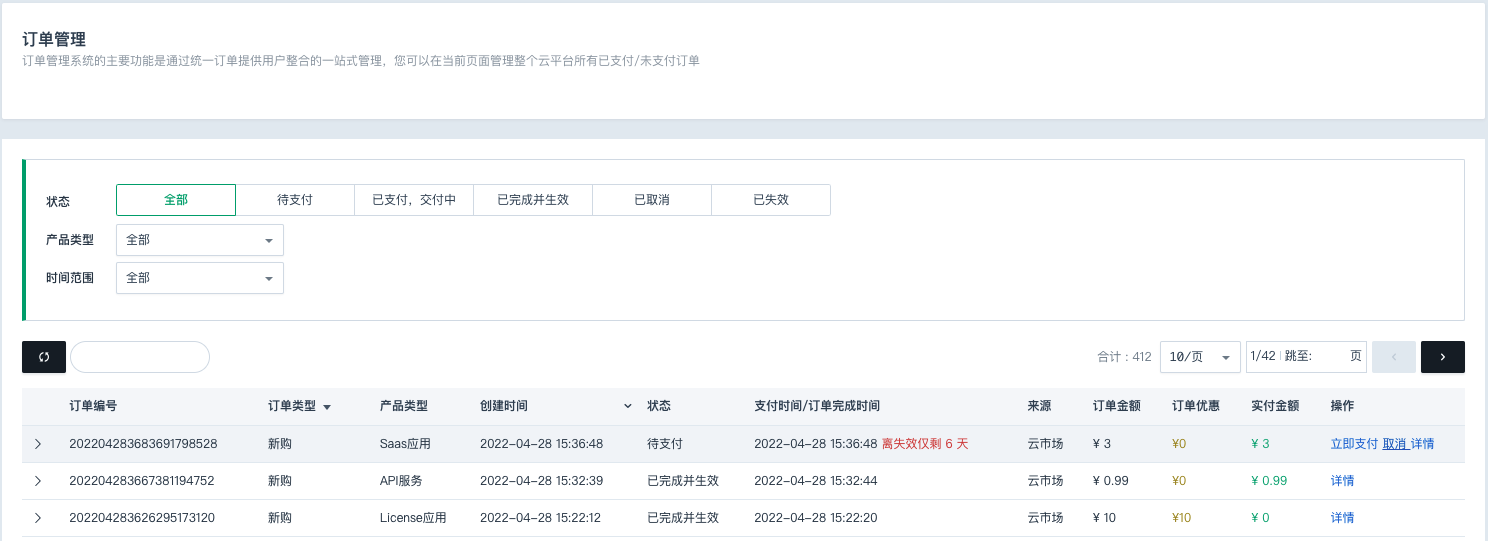 订单管理
订单管理系统的主要功能是通过统一订单提供用户整合的一站式管理，您可以在当前页面管理整个云平台所有已支付/未支付订单
状态 全部 待支付 已支付，交付中 已完成并生效 已取消 已失效
产品类型 全部
时间范围 全部
合计：412 10/页 1/42 跳至: 页
订单编号 订单类型 产品类型 创建时间 状态 支付时间/订单完成时间 来源 订单金额 订单优惠 实付金额 操作
202204283683691798528 新购 Saas应用 2022-04-28 15:36:48 待支付 2022-04-28 15:36:48 离失效仅剩 6 天 云市场 ¥ 3 ¥0 ¥ 3 立即支付 取消 详情
202204283667381194752 新购 API服务 2022-04-28 15:32:39 已完成并生效 2022-04-28 15:32:44 云市场 ¥ 0.99 ¥0 ¥ 0.99 详情
202204283626295173120 新购 License应用 2022-04-28 15:22:12 已完成并生效 2022-04-28 15:22:20 云市场 ¥ 10 ¥10 ¥ 0 详情